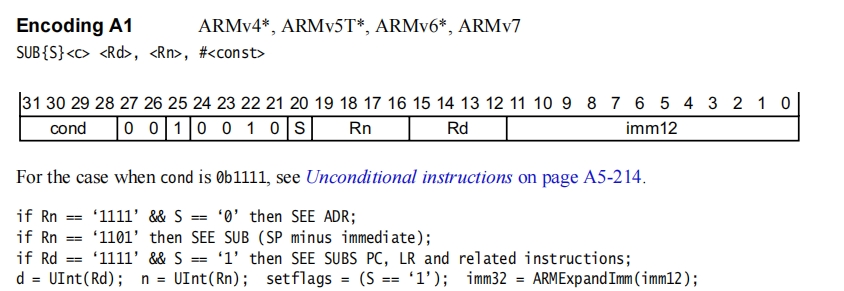 Encoding A1 ARMv4*, ARMv5T*, ARMv6*, ARMv7
SUB{S}<c> <Rd>, <Rn>, #<const>
31 30 29 28 27 26 25 24 23 22 21 20 19 18 17 16 15 14 13 12 11 10 9 8 7 6 5 4 3 2 1 0
cond 0 0 1 0 0 1 0 S Rn Rd imm12
For the case when cond is 0b1111, see Unconditional instructions on page A5-214.
if Rn == ‘1111’ && S == ‘0’ then SEE ADR;
if Rn == ‘1101’ then SEE SUB (SP minus immediate);
if Rd == ‘1111’ && S == ‘1’ then SEE SUBS PC, LR and related instructions;
d = UInt(Rd); n = UInt(Rn); setflags = (S == ‘1’); imm32 = ARMExpandImm(imm12);